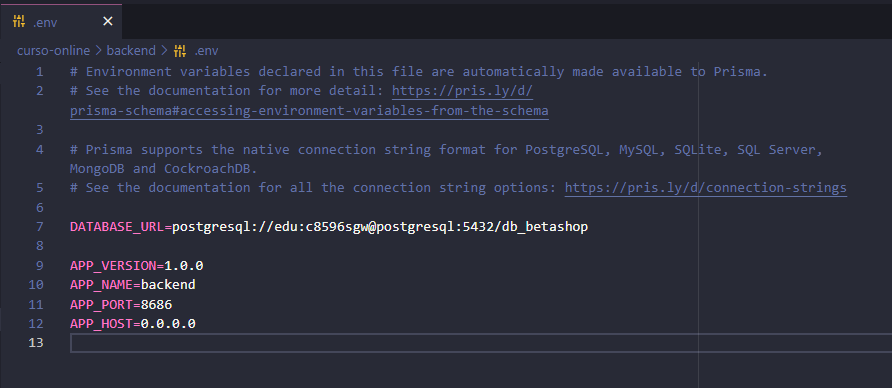 .env
curso-online > backend > .env
1 # Environment variables declared in this file are automatically made available to Prisma.
2 # See the documentation for more detail: https://pris.ly/d/
prisma-schema#accessing-environment-variables-from-the-schema
3
4 # Prisma supports the native connection string format for PostgreSQL, MySQL, SQLite, SQL Server,
MongoDB and CockroachDB.
5 # See the documentation for all the connection string options: https://pris.ly/d/connection-strings
6
7 DATABASE_URL=postgresql://edu:c8596sgw@postgresql:5432/db_betashop
8
9 APP_VERSION=1.0.0
10 APP_NAME=backend
11 APP_PORT=8686
12 APP_HOST=0.0.0.0
13